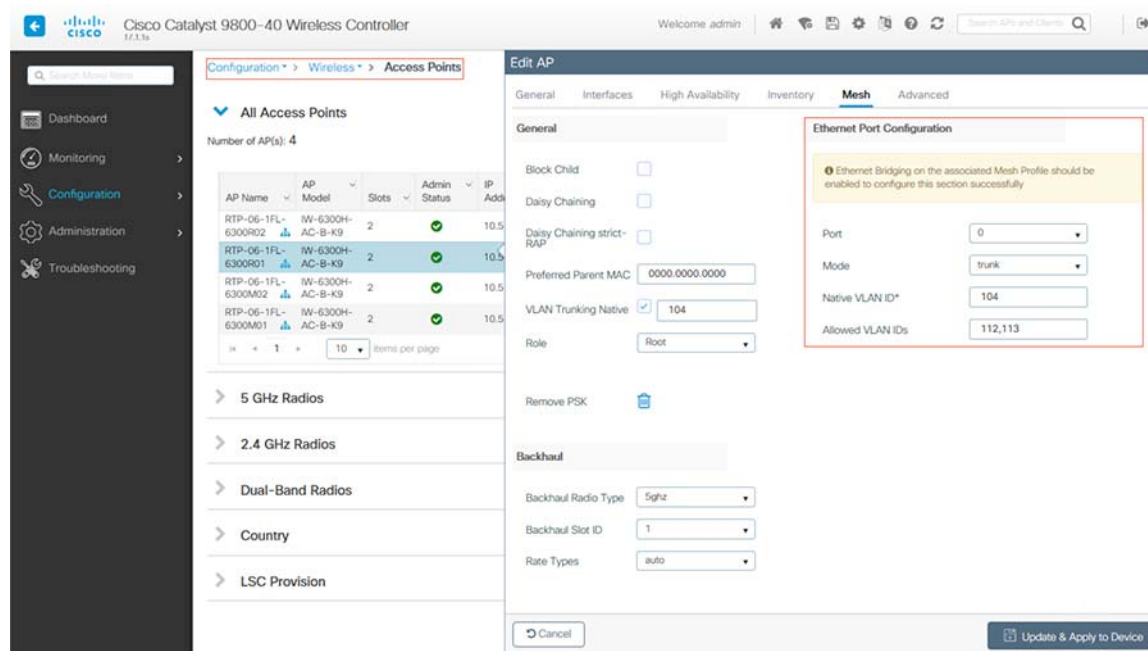 CISCO
Cisco Catalyst 9800-40 Wireless Controller
17.1.1s
Welcome admin
Search APs and Clients
Search Menu Items
Dashboard
Monitoring
Configuration
Administration
Troubleshooting
Configuration > Wireless > Access Points
All Access Points
Number of AP(s): 4
AP Name AP Model Slots Admin Status IP
RTP-06-1FL-6300R02 IW-6300H-AC-B-K9 2 10.5
RTP-06-1FL-6300R01 IW-6300H-AC-B-K9 2 10.5
RTP-06-1FL-6300M02 IW-6300H-AC-B-K9 2 10.5
RTP-06-1FL-6300M01 IW-6300H-AC-B-K9 2 10.5
1 10 items per page
5 GHz Radios
2.4 GHz Radios
Dual-Band Radios
Country
LSC Provision
Edit AP
General Interfaces High Availability Inventory Mesh Advanced
General
Block Child
Daisy Chaining
Daisy Chaining strict-RAP
Preferred Parent MAC 0000.0000.0000
VLAN Trunking Native 104
Role Root
Remove PSK
Backhaul
Backhaul Radio Type 5ghz
Backhaul Slot ID 1
Rate Types auto
Ethernet Port Configuration
Ethernet Bridging on the associated Mesh Profile should be
enabled to configure this section successfully
Port 0
Mode trunk
Native VLAN ID* 104
Allowed VLAN IDs 112,113
Cancel
Update & Apply to Device